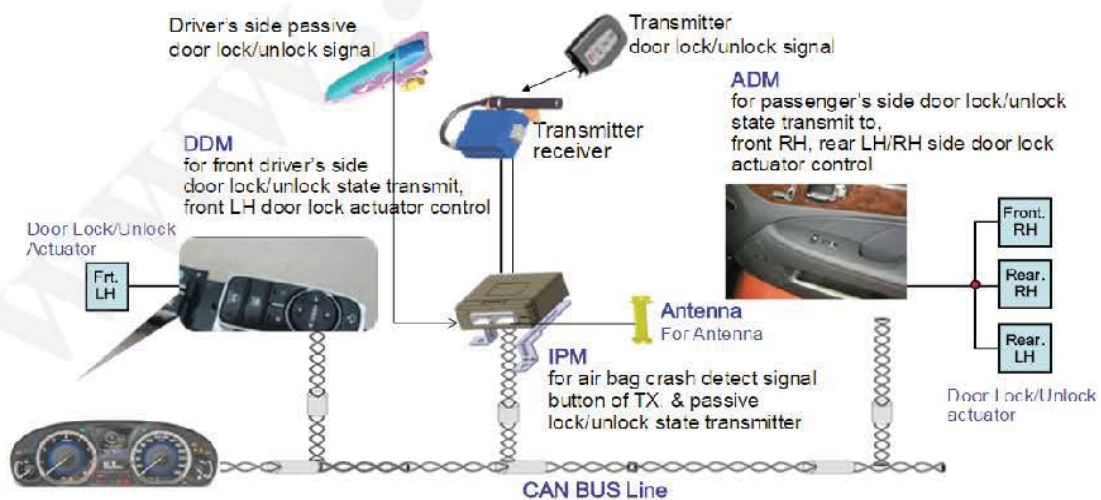 Driver's side passive
door lock/unlock signal
Transmitter
door lock/unlock signal
ADM
for passenger's side door lock/unlock
state transmit to,
front RH, rear LH/RH side door lock
actuator control
Transmitter
receiver
DDM
for front driver's side
door lock/unlock state transmit,
front LH door lock actuator control
Door Lock/Unlock
Actuator
Frt.
LH
Front.
RH
Rear.
RH
Rear.
LH
Antenna
For Antenna
IPM
for air bag crash detect signal
button of TX. & passive
lock/unlock state transmitter
Door Lock/Unlock
actuator
CAN BUS Line